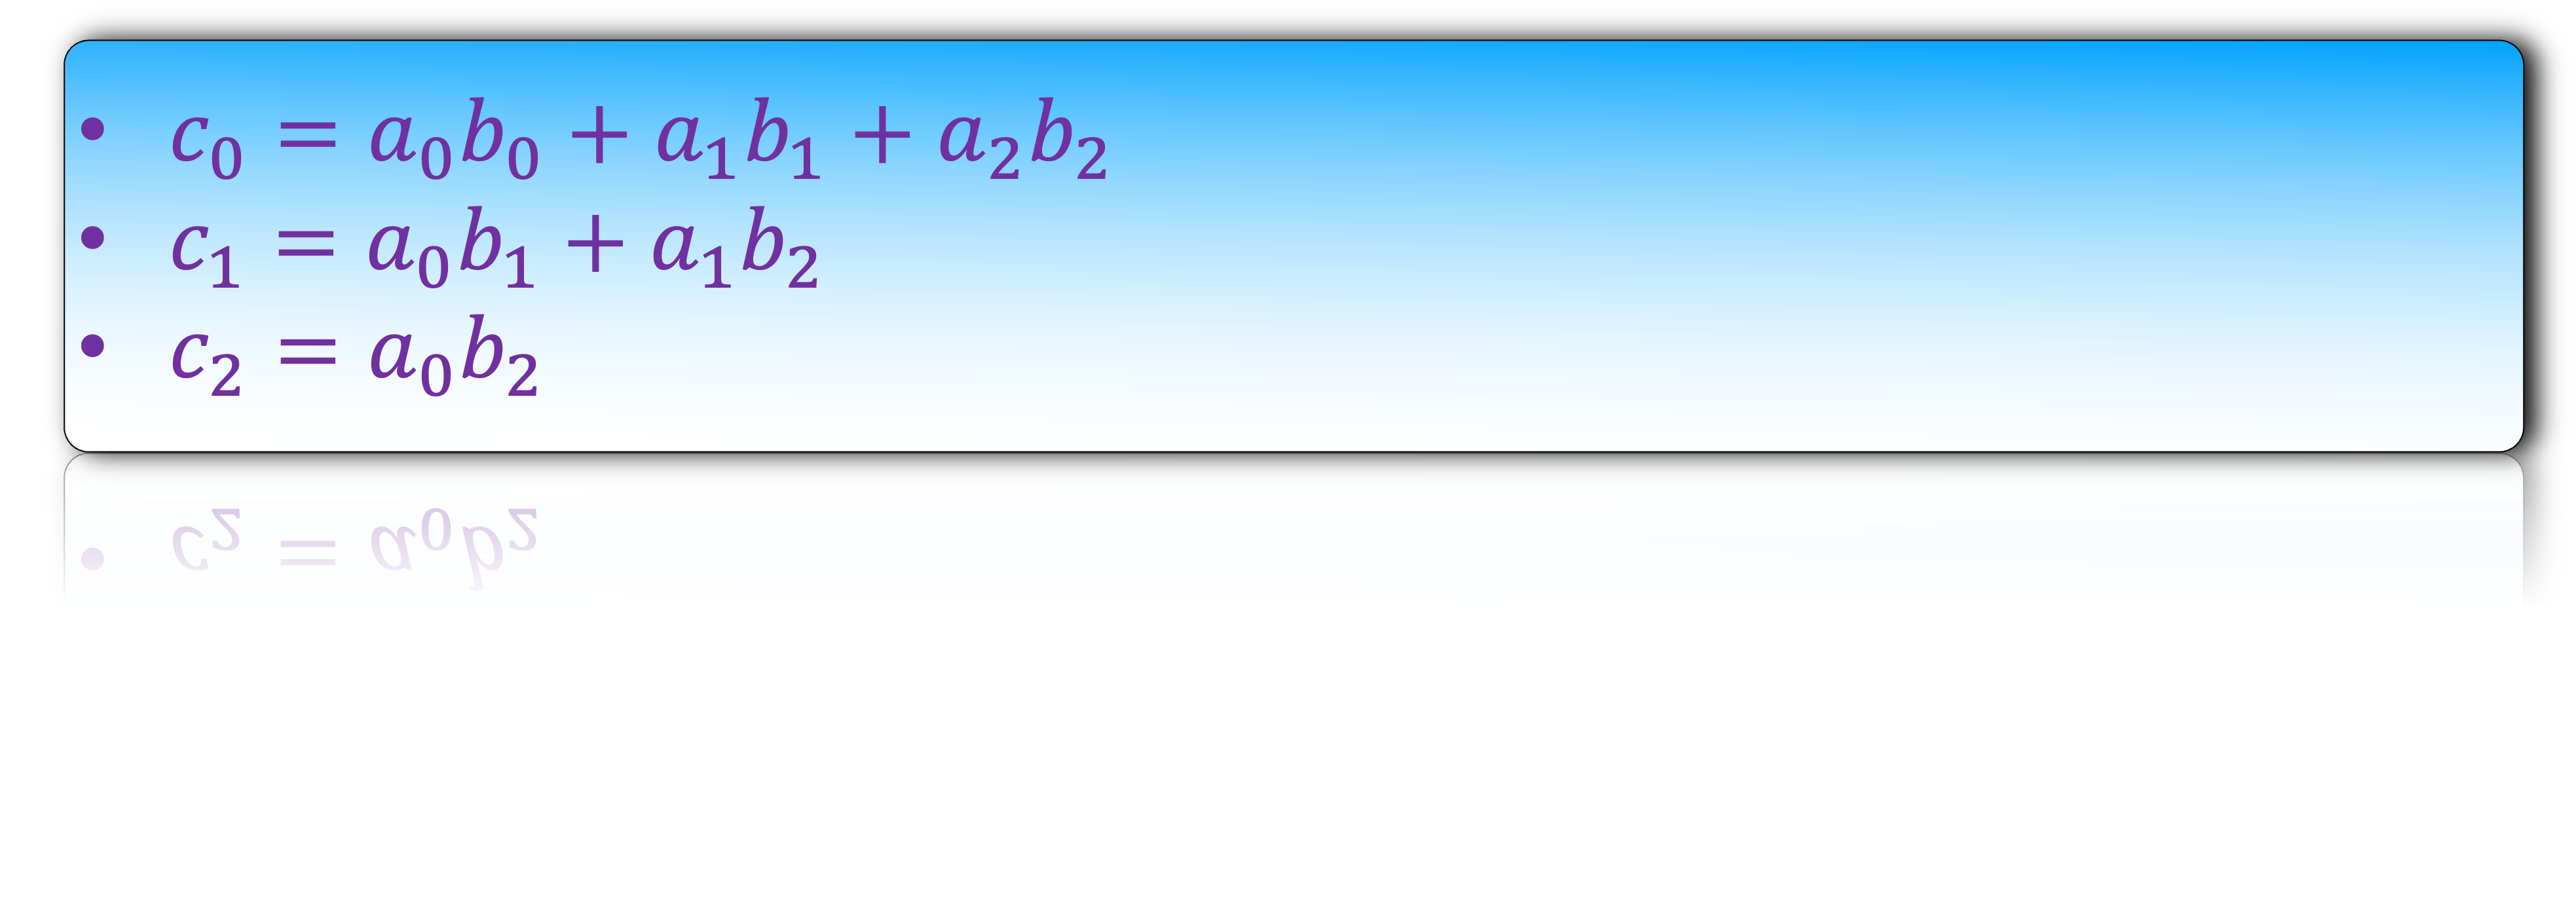 • c₀ = a₀b₀ + a₁b₁ + a₂b₂
• c₁ = a₀b₁ + a₁b₂
• c₂ = a₀b₂